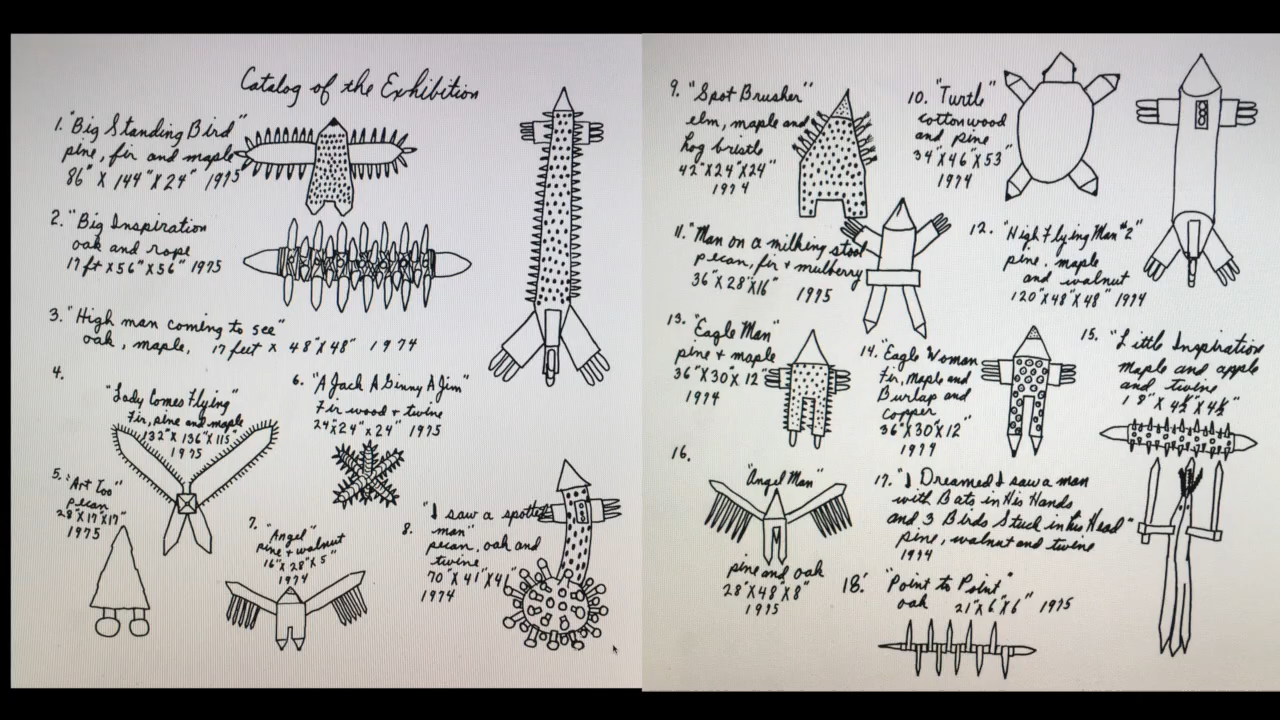 Catalog of the Exhibition
1. "Big Standing Bird"
pine, fir and maple
86" X 144" X 24" 1975
2. "Big Inspiration
oak and rope
17 ft X 56" X 56" 1975
3. "High man coming to see"
oak, maple, 17 feet x 48" X 48" 1974
4.
"Lady Comes Flying"
Fir, pine and maple
132" X 136" X 115"
1975
5. "Art Too"
pecan
28" X 17" X 17"
1975
6. "A Jack A Ginny A Jim"
Fir wood + twine
24" X 24" X 24" 1975
7.
"Angel"
pine + walnut
16" X 28" X 5"
1974
8. "I saw a spotted
man"
pecan, oak and
twine
70" X 41" X 41"
1974
9. "Spot Brusher"
elm, maple and
hog bristle
42" X 24" X 24"
1974
10. "Turtle"
cottonwood
and pine
34" X 46 X 53"
1974
11. "Man on a milking stool
pecan, fir + mulberry
36" X 28" X 16" 1975
12. "High Flying Man #2"
pine, maple
and walnut
120" X 48" X 48" 1974
13. "Eagle Man"
pine + maple
36" X 30" X 12"
1974
14. "Eagle Woman
Fir, Maple and
Burlap and
copper
36" X 30" X 12"
1974
15. "Little Inspiration
Maple and apple
and twine
18" X 4½" X 4½"
16.
"Angel Man"
pine and oak
28" X 48" X 8"
1975
17. "I Dreamed I saw a man
with Bats in His Hands
and 3 Birds Stuck in his Head"
pine, walnut and twine
1974
18. "Point to Point"
oak 21" X 6" X 6" 1975